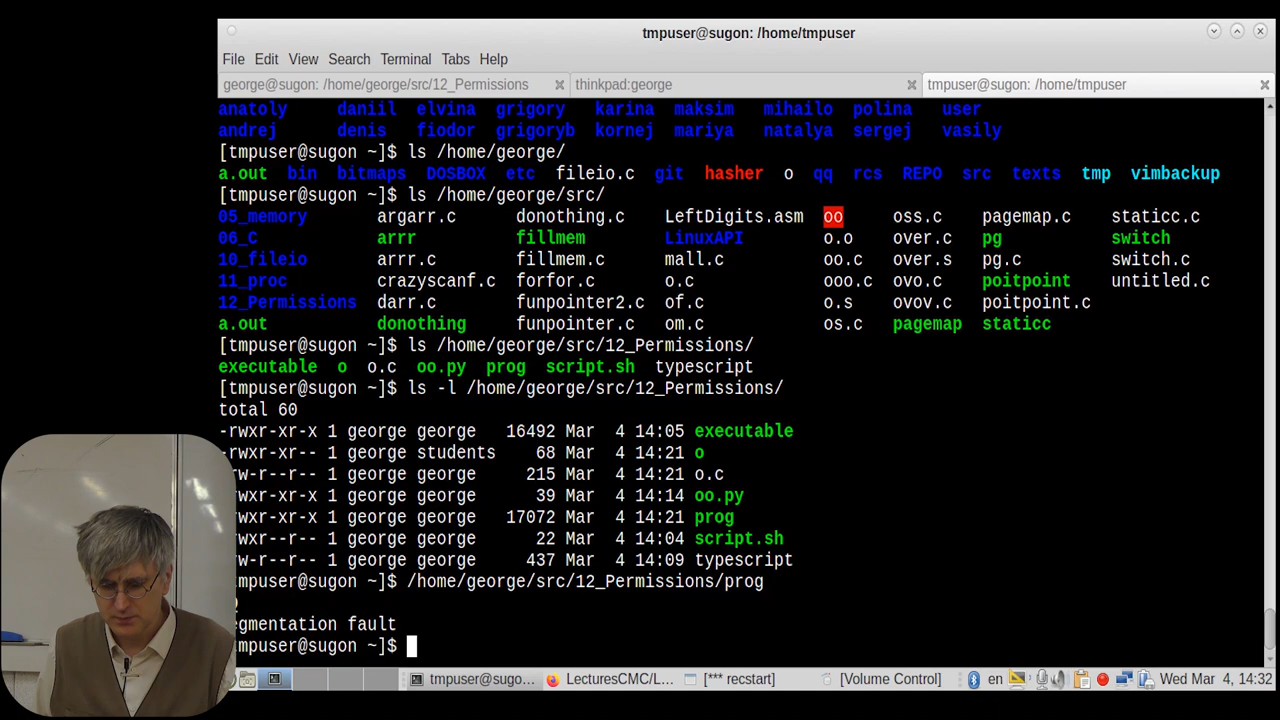 tmpuser@sugon: /home/tmpuser
File Edit View Search Terminal Tabs Help
george@sugon: /home/george/src/12_Permissions
thinkpad:george
tmpuser@sugon: /home/tmpuser
anatoly daniil elvina grigory karina maksim mihailo polina user
andrej denis fiodor grigoryb kornej mariya natalya sergej vasily
[tmpuser@sugon ~]$ ls /home/george/
a.out bin bitmaps DOSBOX etc fileio.c git hasher o qq rcs REPO src texts tmp vimbackup
[tmpuser@sugon ~]$ ls /home/george/src/
05_memory argarr.c donothing.c LeftDigits.asm oo oss.c pagemap.c staticc.c
06_C arrr fillmem LinuxAPI o.o over.c pg switch
10_fileio arrr.c fillmem.c mall.c oo.c over.s pg.c switch.c
11_proc crazyscanf.c forfor.c o.c ooo.c ovo.c poitpoint untitled.c
12_Permissions darr.c funpointer2.c of.c o.s ovov.c poitpoint.c
a.out donothing funpointer.c om.c os.c pagemap staticc
[tmpuser@sugon ~]$ ls /home/george/src/12_Permissions/
executable o o.c oo.py prog script.sh typescript
[tmpuser@sugon ~]$ ls -l /home/george/src/12_Permissions/
total 60
-rwxr-xr-x 1 george george 16492 Mar 4 14:05 executable
-rwxr--r-- 1 george students 68 Mar 4 14:21 o
-rw-r--r-- 1 george george 215 Mar 4 14:21 o.c
rwxr-xr-x 1 george george 39 Mar 4 14:14 oo.py
rwxr-xr-x 1 george george 17072 Mar 4 14:21 prog
rwxr--r-- 1 george george 22 Mar 4 14:04 script.sh
rw-r--r-- 1 george george 437 Mar 4 14:09 typescript
tmpuser@sugon ~]$ /home/george/src/12_Permissions/prog
egmentation fault
tmpuser@sugon ~]$
tmpuser@sugo... LecturesCMC/L... [*** recstart] [Volume Control] en Wed Mar 4, 14:32